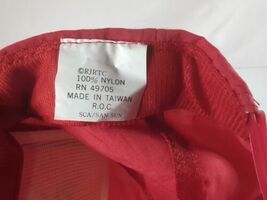 ©RJRTC
100% NYLON
RN 49705
MADE IN TAIWAN
R.O.C.
SCA/SAN SUN